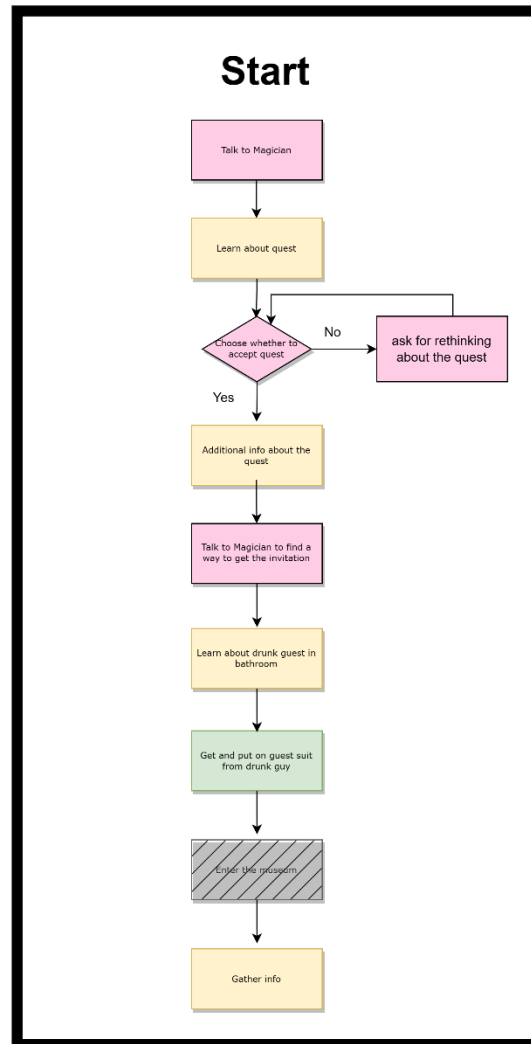 Start
Talk to Magician
Learn about quest
Choose whether to
accept quest
No
ask for rethinking
about the quest
Yes
Additional info about the
quest
Talk to Magician to find a
way to get the invitation
Learn about drunk guest in
bathroom
Get and put on guest suit
from drunk guy
Enter the museum
Gather info